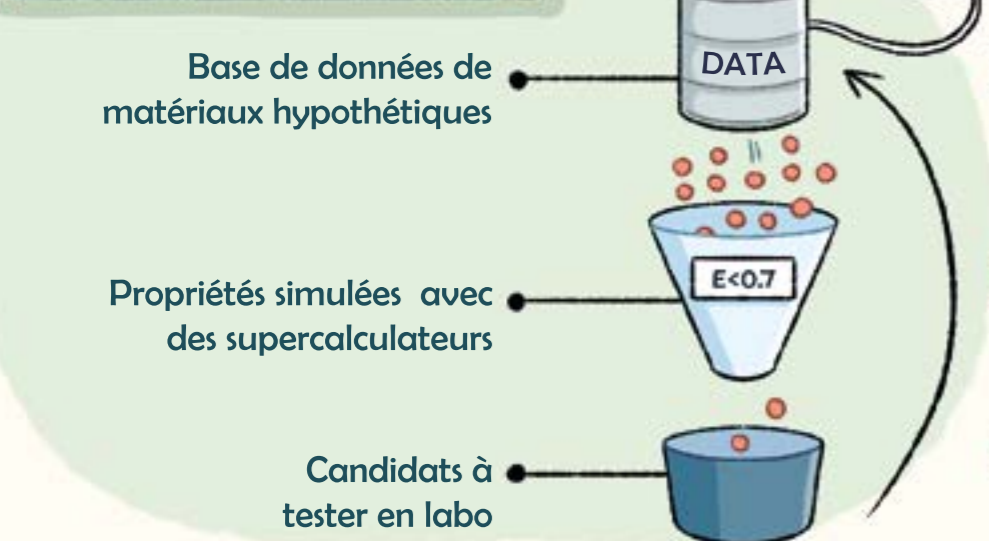 DATA
Base de données de
matériaux hypothétiques
E<0.7
Propriétés simulées avec
des supercalculateurs
Candidats à
tester en labo